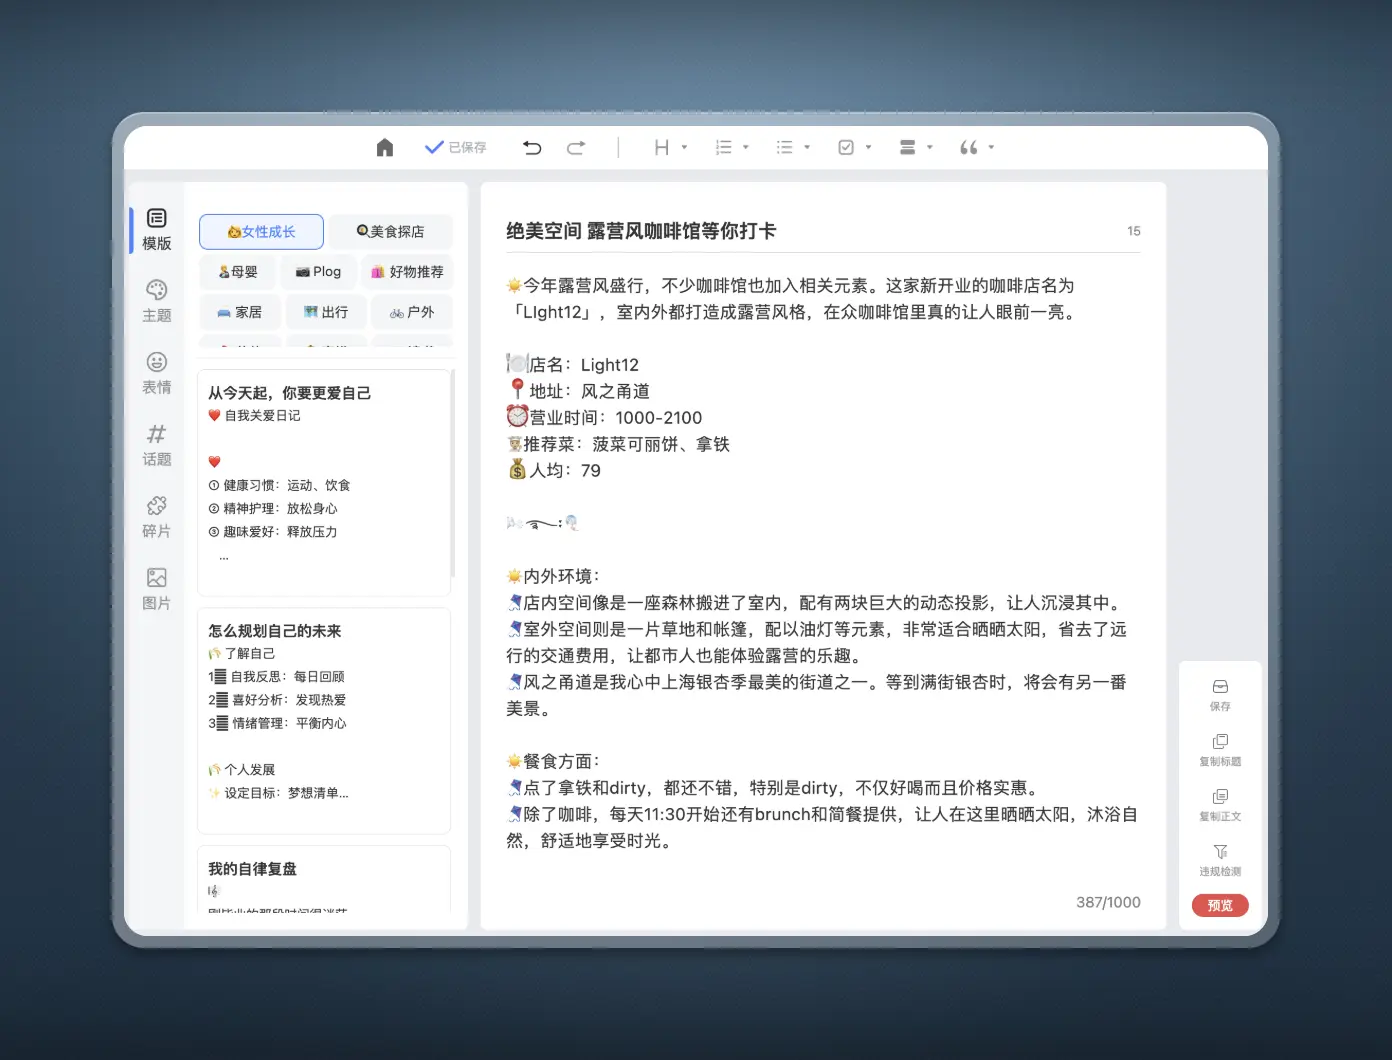 已保存
模版
主题
表情
话题
碎片
图片
女性成长
美食探店
母婴
Plog
好物推荐
家居
出行
户外
从今天起，你要更爱自己
❤️ 自我关爱日记
❤️
① 健康习惯：运动、饮食
② 精神护理：放松身心
③ 趣味爱好：释放压力
...
怎么规划自己的未来
了解自己
1 自我反思：每日回顾
2 喜好分析：发现热爱
3 情绪管理：平衡内心
个人发展
✨ 设定目标：梦想清单...
我的自律复盘
🎼
绝美空间 露营风咖啡馆等你打卡
15
☀️今年露营风盛行，不少咖啡馆也加入相关元素。这家新开业的咖啡店名为
「LIght12」，室内外都打造成露营风格，在众咖啡馆里真的让人眼前一亮。
🍽️店名：Light12
📍地址：风之甬道
⏰营业时间：1000-2100
推荐菜：菠菜可丽饼、拿铁
💰人均：79
☀️内外环境：
店内空间像是一座森林搬进了室内，配有两块巨大的动态投影，让人沉浸其中。
室外空间则是一片草地和帐篷，配以油灯等元素，非常适合晒晒太阳，省去了远
行的交通费用，让都市人也能体验露营的乐趣。
风之甬道是我心中上海银杏季最美的街道之一。等到满街银杏时，将会有另一番
美景。
☀️餐食方面：
点了拿铁和dirty，都还不错，特别是dirty，不仅好喝而且价格实惠。
除了咖啡，每天11:30开始还有brunch和简餐提供，让人在这里晒晒太阳，沐浴自
然，舒适地享受时光。
387/1000
保存
复制标题
复制正文
违规检测
预览